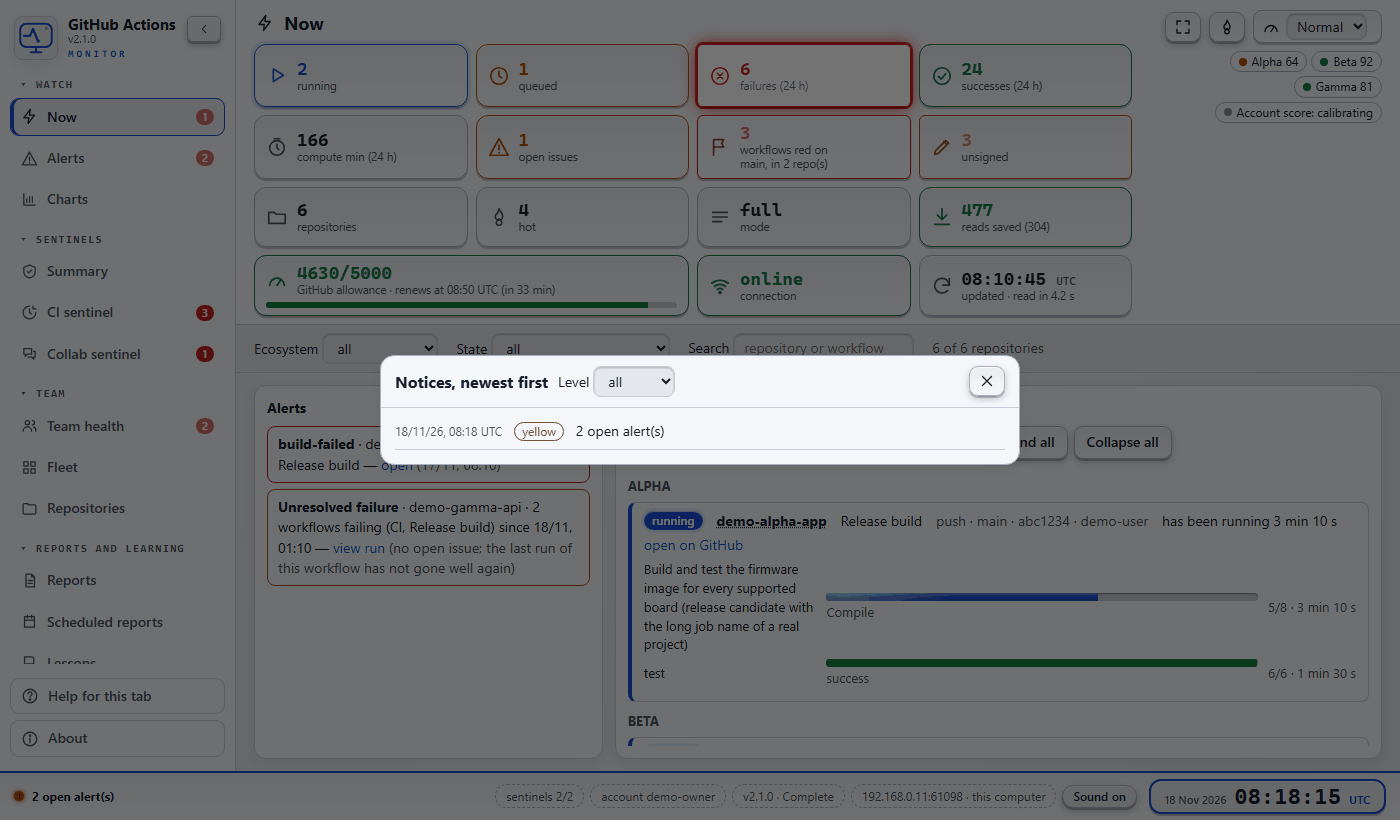 GitHub Actions
v2.1.0
MONITOR
WATCH
Now 1
Alerts 2
Charts
SENTINELS
Summary
CI sentinel 3
Collab sentinel 1
TEAM
Team health 2
Fleet
Repositories
REPORTS AND LEARNING
Reports
Scheduled reports
Lessons
Help for this tab
About
Now
Normal
Alpha 64
Beta 92
Gamma 81
Account score: calibrating
2
running
1
queued
6
failures (24 h)
24
successes (24 h)
166
compute min (24 h)
1
open issues
3
workflows red on
main, in 2 repo(s)
3
unsigned
6
repositories
4
hot
full
mode
477
reads saved (304)
4630/5000
GitHub allowance · renews at 08:50 UTC (in 33 min)
online
connection
08:10:45 UTC
updated · read in 4.2 s
Ecosystem all
State all
Search repository or workflow
6 of 6 repositories
Notices, newest first
Level all
18/11/26, 08:18 UTC yellow 2 open alert(s)
Alerts
build-failed · de
Release build — open (17/11, 06:10)
Unresolved failure · demo-gamma-api · 2
workflows failing (CI, Release build) since 18/11,
01:10 — view run (no open issue; the last run of
this workflow has not gone well again)
nd all
Collapse all
ALPHA
running demo-alpha-app Release build push · main · abc1234 · demo-user has been running 3 min 10 s
open on GitHub
Build and test the firmware
image for every supported
board (release candidate with
the long job name of a real
project)
Compile
5/8 · 3 min 10 s
test
success
6/6 · 1 min 30 s
BETA
2 open alert(s)
sentinels 2/2
account demo-owner
v2.1.0 · Complete
192.168.0.11:61098 · this computer
Sound on
18 Nov 2026 08:18:15 UTC